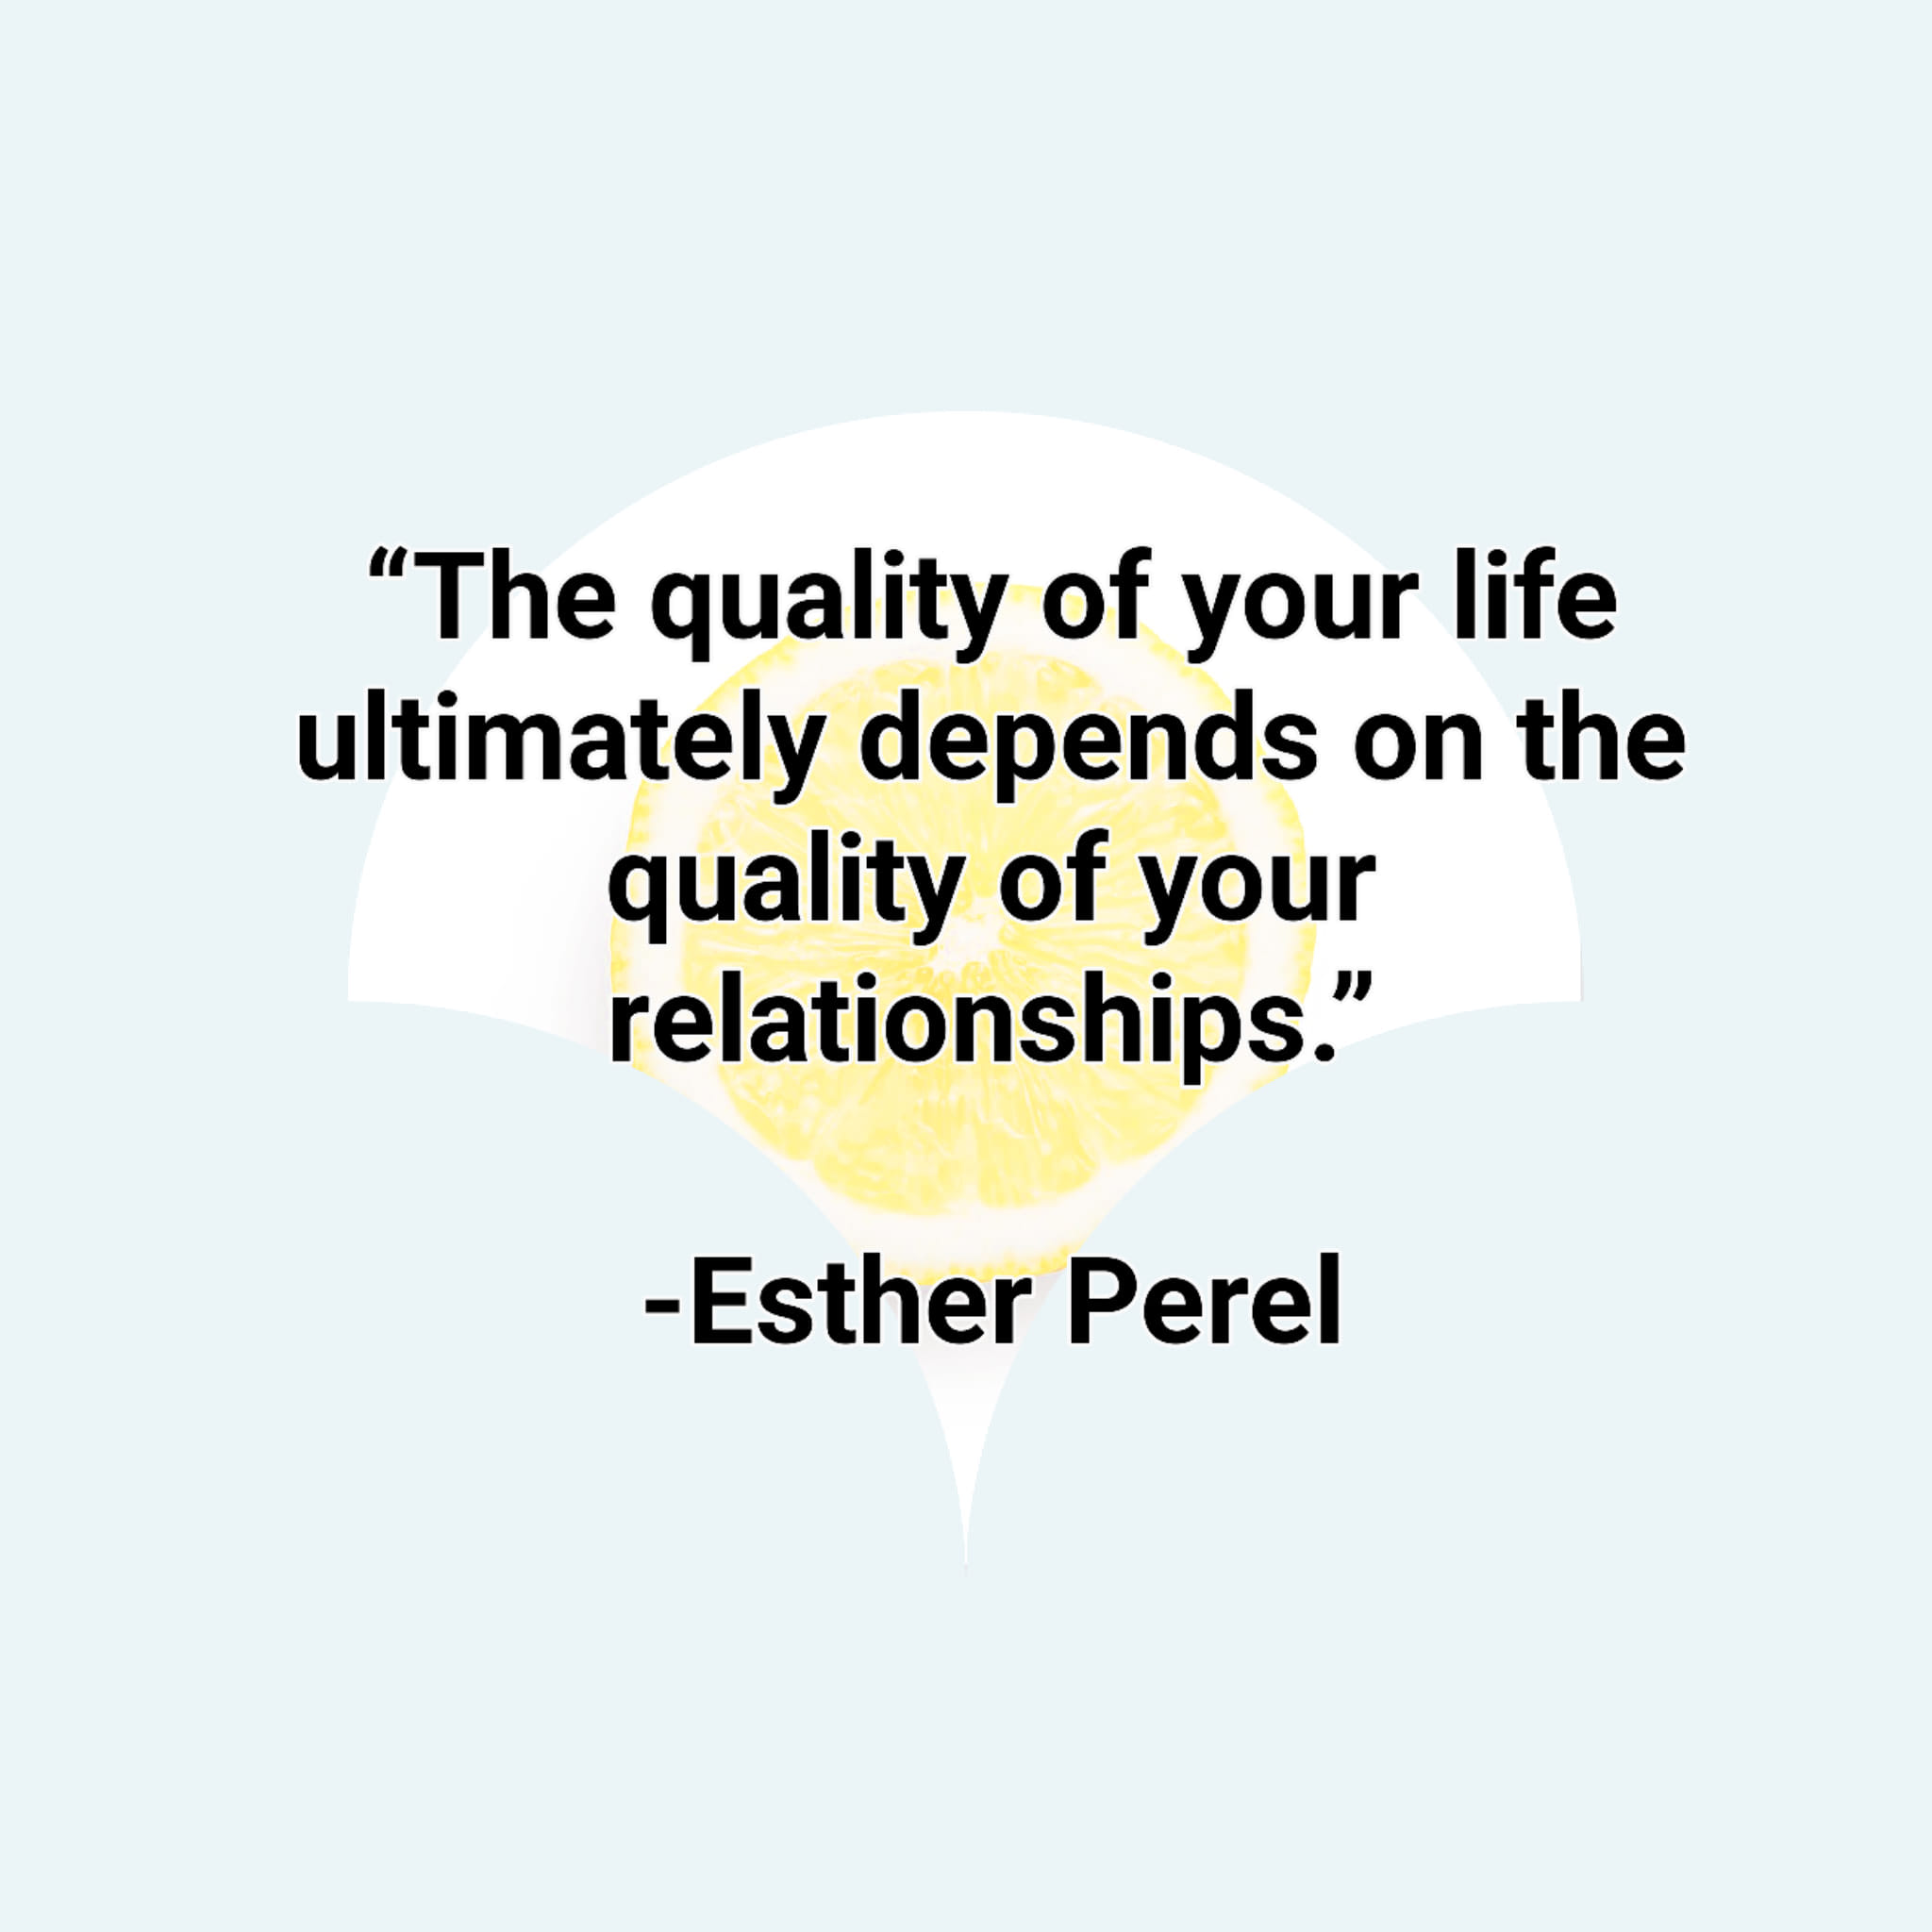 “The quality of your life
ultimately depends on the
quality of your
relationships.”
-Esther Perel